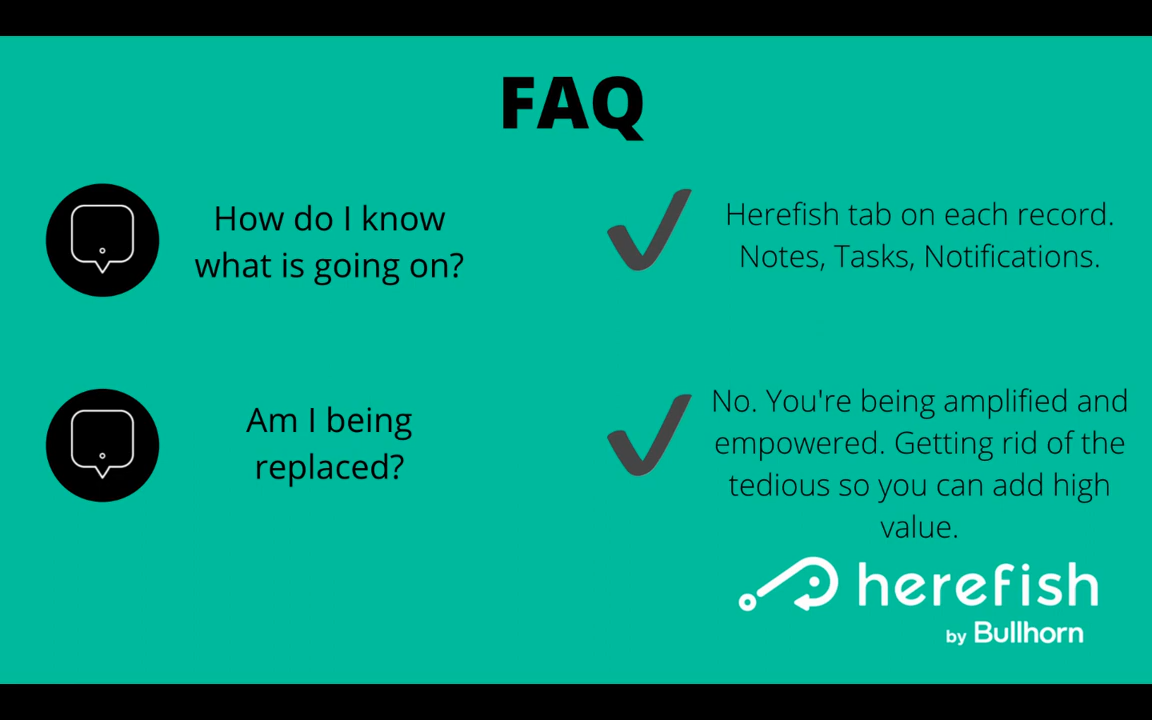 FAQ
How do I know
what is going on?
Herefish tab on each record.
Notes, Tasks, Notifications.
Am I being
replaced?
No. You're being amplified and
empowered. Getting rid of the
tedious so you can add high
value.
herefish
by Bullhorn